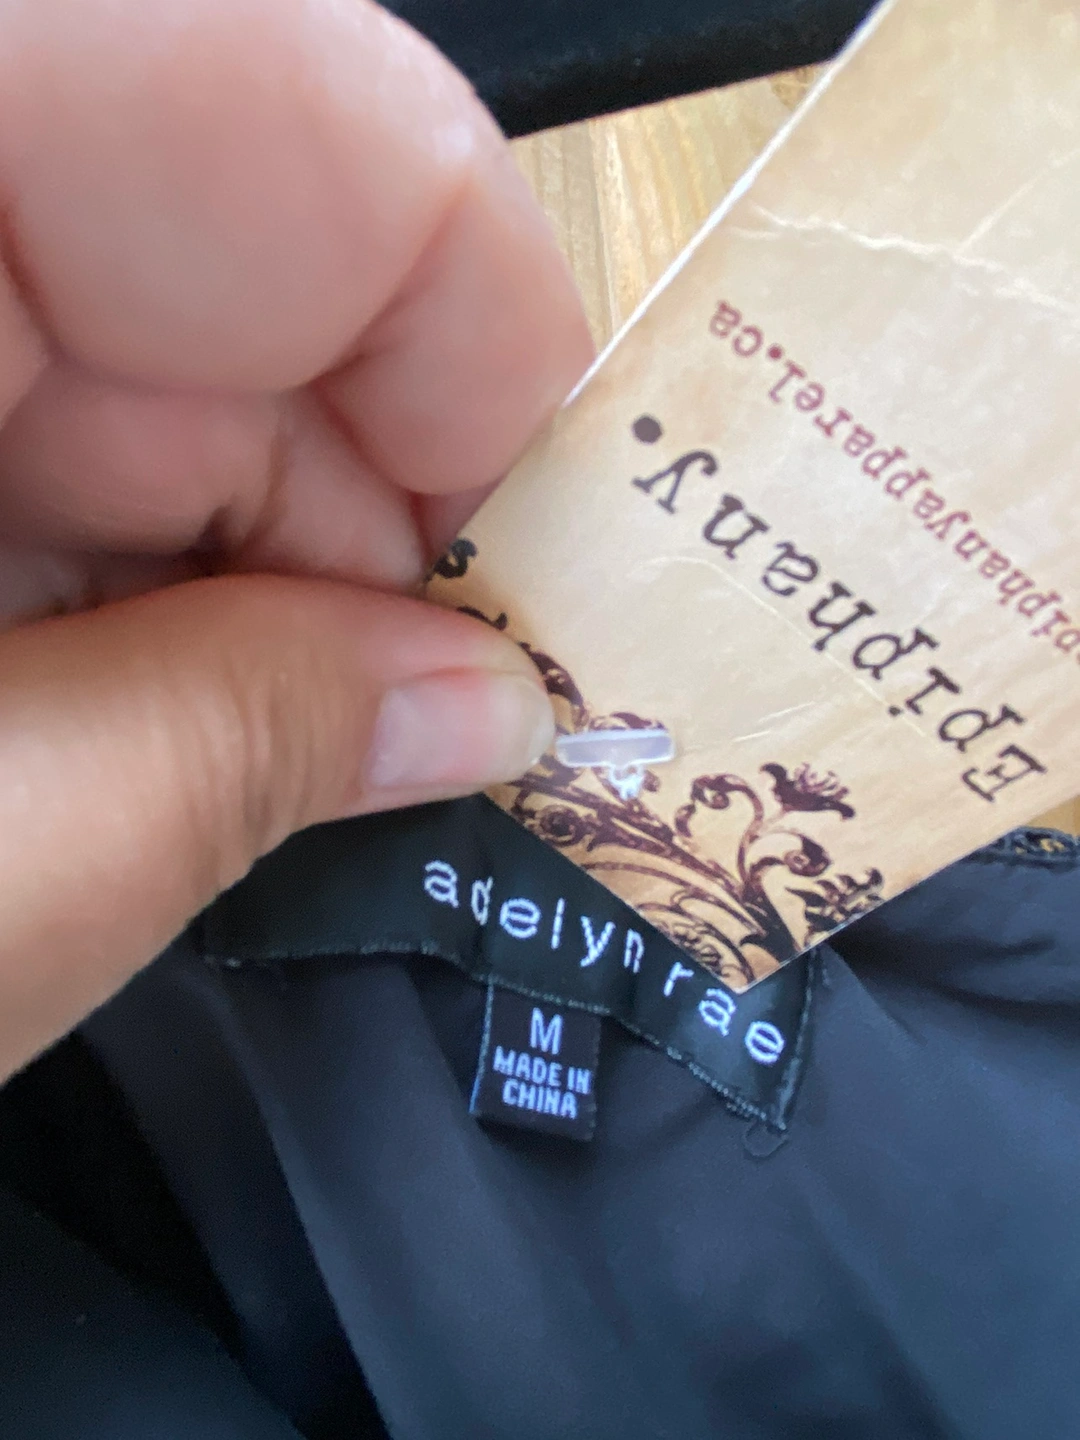 Epiphany.
epiphanyapparel.ca
adelyn rae
M
MADE IN
CHINA